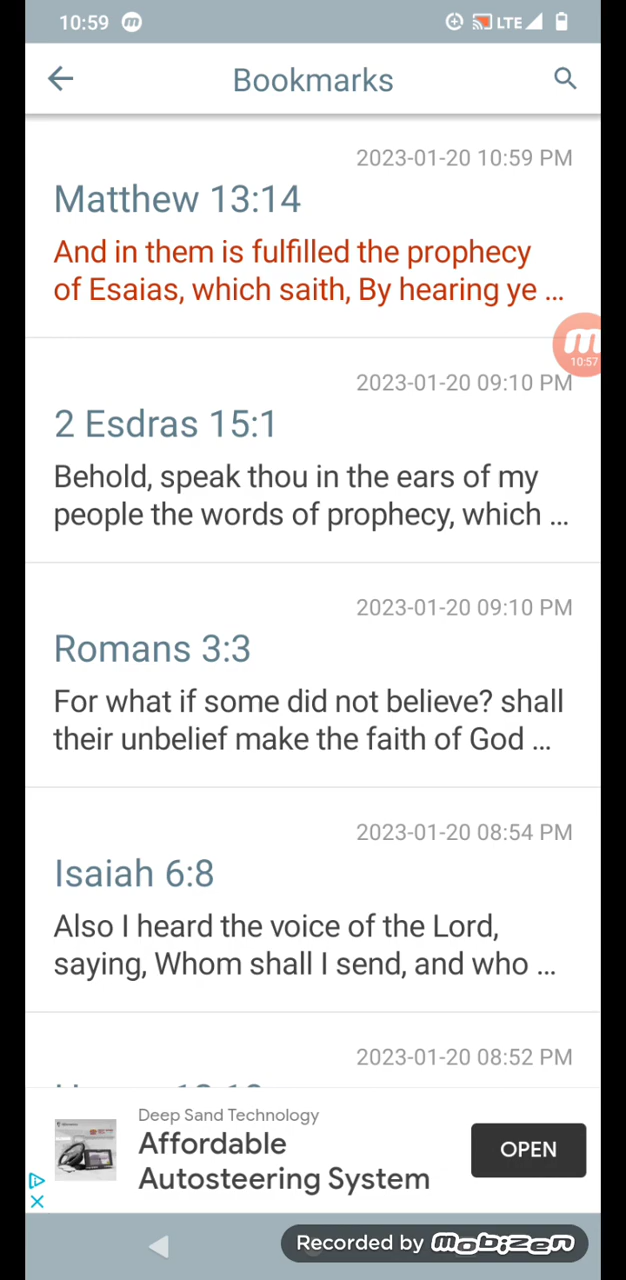 10:59 m LTE
Bookmarks
2023-01-20 10:59 PM
Matthew 13:14
And in them is fulfilled the prophecy
of Esaias, which saith, By hearing ye ...
m
10:57
2023-01-20 09:10 PM
2 Esdras 15:1
Behold, speak thou in the ears of my
people the words of prophecy, which ...
2023-01-20 09:10 PM
Romans 3:3
For what if some did not believe? shall
their unbelief make the faith of God ...
2023-01-20 08:54 PM
Isaiah 6:8
Also I heard the voice of the Lord,
saying, Whom shall I send, and who ...
2023-01-20 08:52 PM
Deep Sand Technology
Affordable
Autosteering System
OPEN
Recorded by mobizen